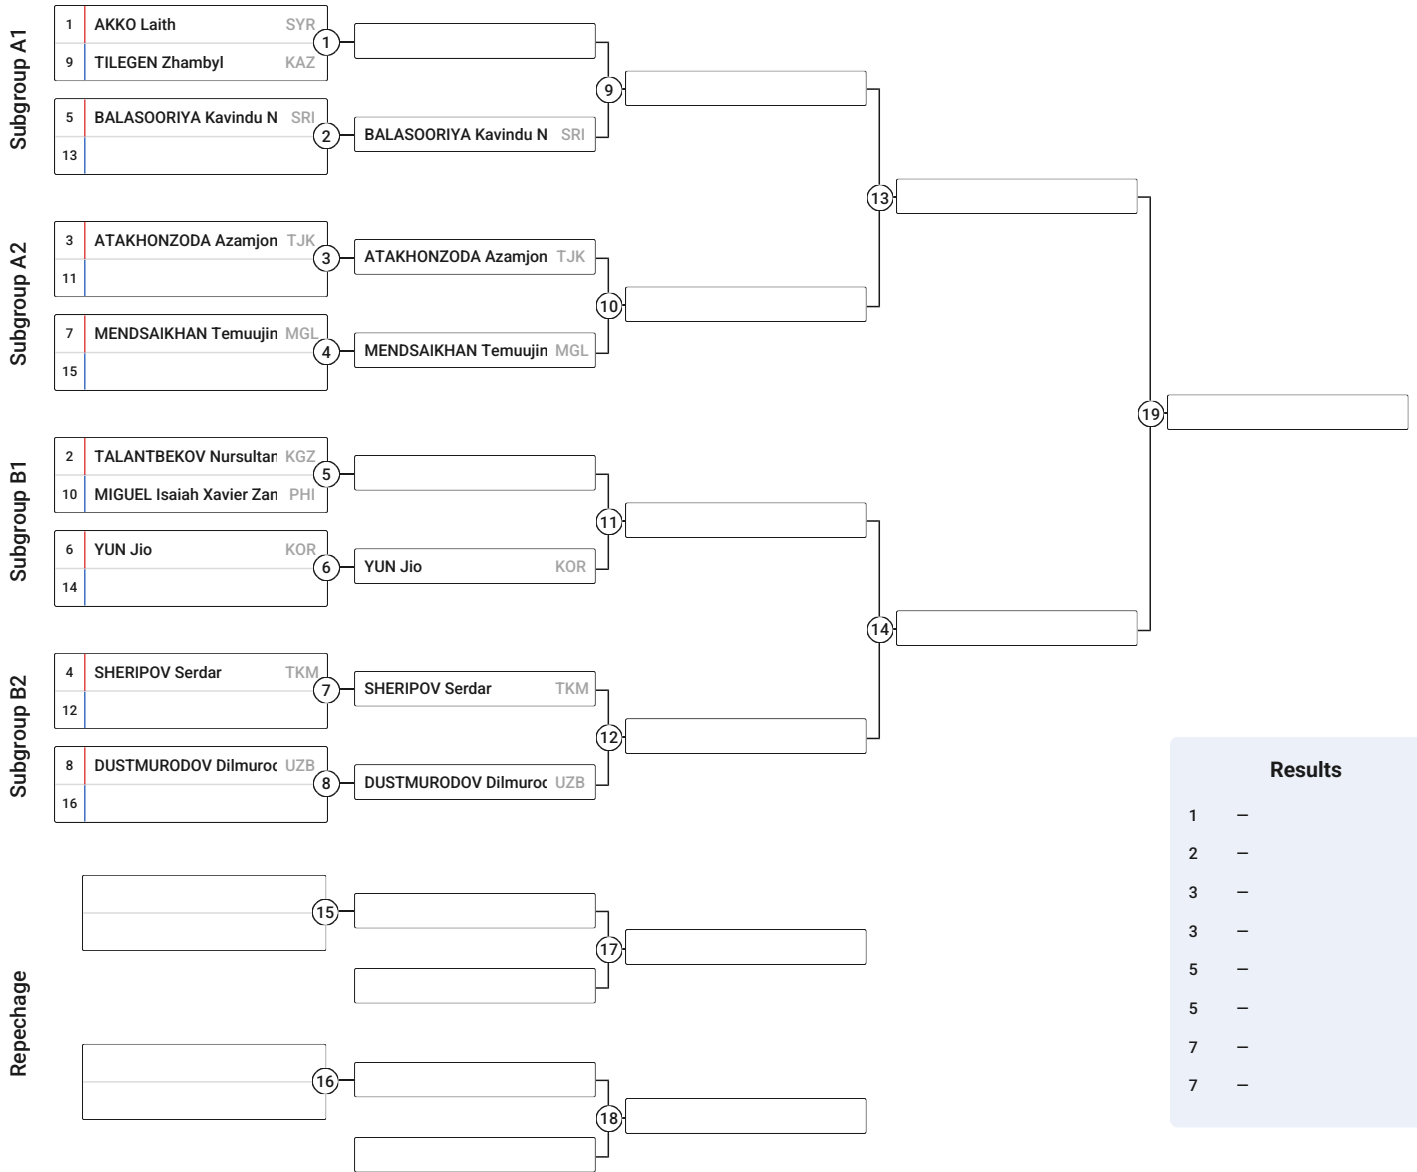 Subgroup A1
1 AKKO Laith SYR
9 TILEGEN Zhambyl KAZ
1
5 BALASOORIYA Kavindu N SRI
13
2
BALASOORIYA Kavindu N SRI
9
Subgroup A2
3 ATAKHONZODA Azamjon TJK
11
3
ATAKHONZODA Azamjon TJK
7 MENDSAIKHAN Temuujin MGL
15
4
MENDSAIKHAN Temuujin MGL
10
13
Subgroup B1
2 TALANTBEKOV Nursultan KGZ
10 MIGUEL Isaiah Xavier Zan PHI
5
6 YUN Jio KOR
14
6
YUN Jio KOR
11
Subgroup B2
4 SHERIPOV Serdar TKM
12
7
SHERIPOV Serdar TKM
8 DUSTMURODOV Dilmuroc UZB
16
8
DUSTMURODOV Dilmuroc UZB
12
14
19
Repechage
15
17
16
18
Results
1 –
2 –
3 –
3 –
5 –
5 –
7 –
7 –